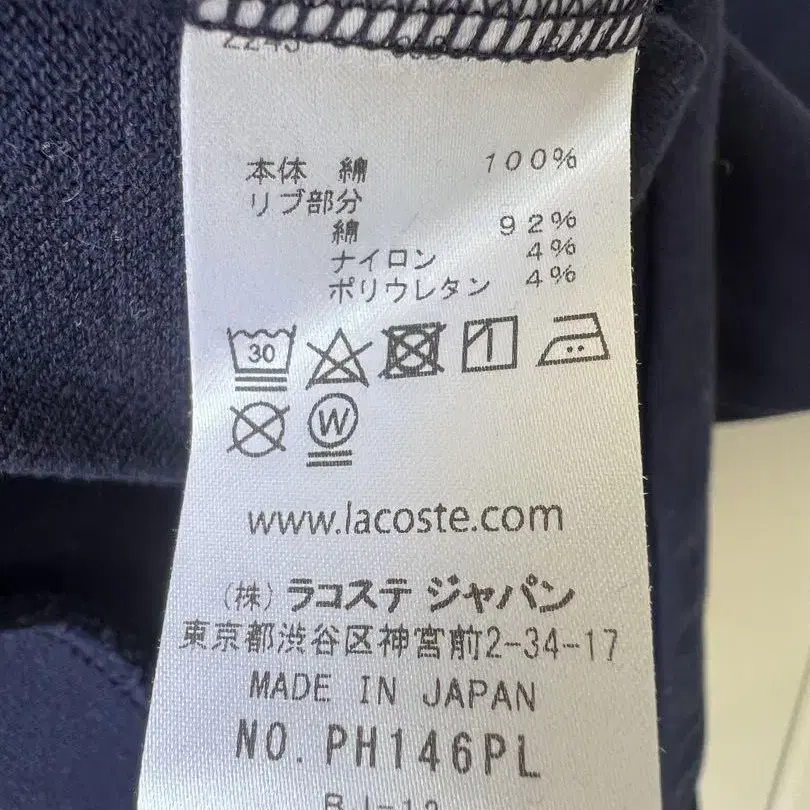 本体 綿 100%
リブ部分
綿 92%
ナイロン 4%
ポリウレタン 4%
30
W
www.lacoste.com
(株) ラコステ ジャパン
東京都渋谷区神宮前2-34-17
MADE IN JAPAN
NO. PH146PL